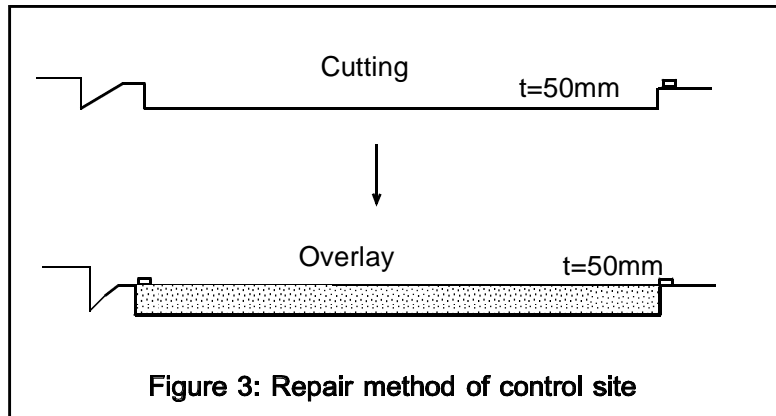 Cutting
t=50mm
Overlay
t=50mm
Figure 3: Repair method of control site